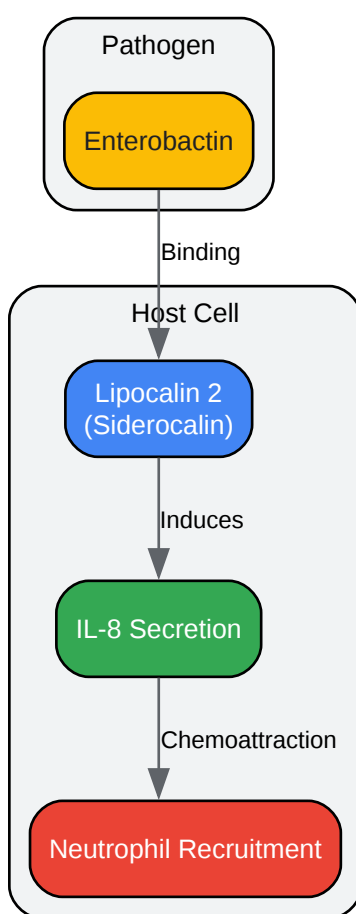 Pathogen
Enterobactin
Binding
Host Cell
Lipocalin 2
(Siderocalin)
Induces
IL-8 Secretion
Chemoattraction
Neutrophil Recruitment